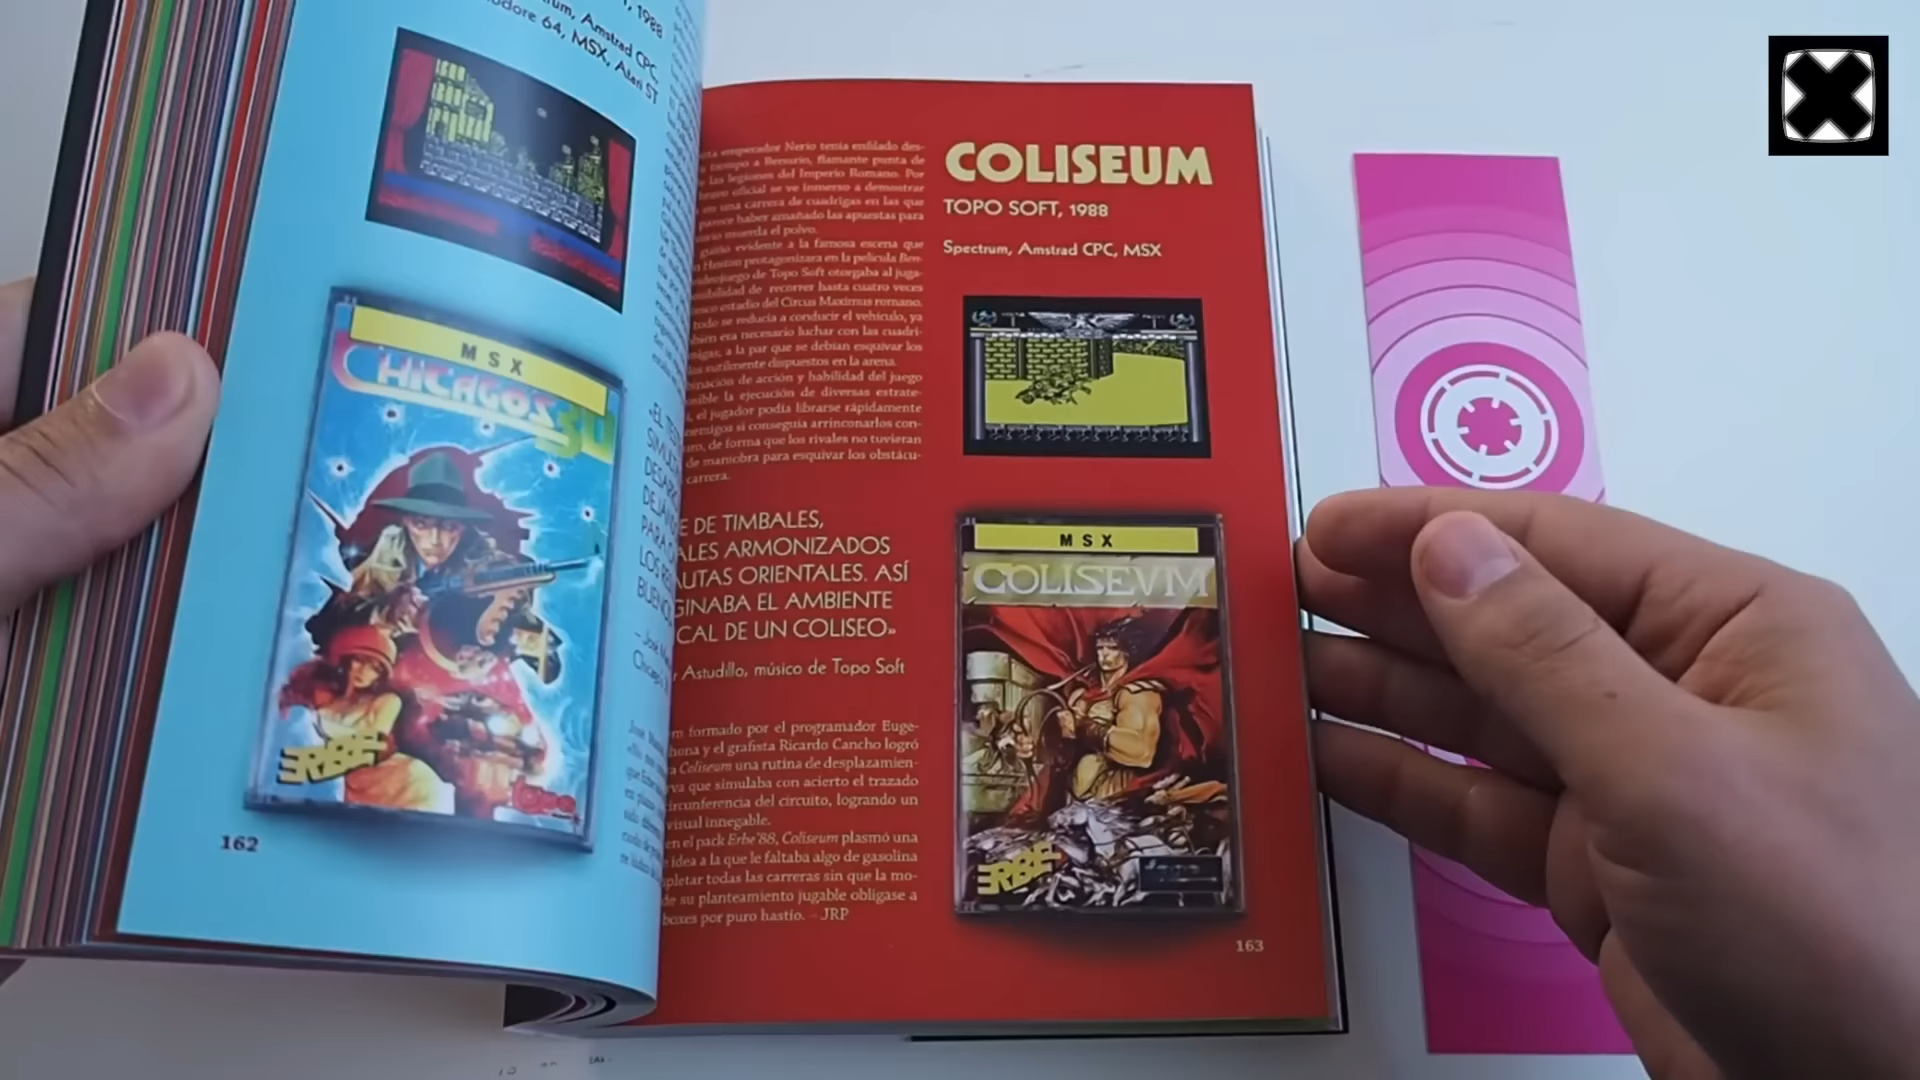 1988
Amstrad CPC,
64, MSX, Atari ST
MSX
CHICAGO'S 30
ERBE
topo
162
emperador Nerio tenía enfilado des-
tiempo a Bersurio, flamante punta de
las legiones del Imperio Romano. Por
oficial se ve inmerso a demostrar
en una carrera de cuadrigas en las que
parece haber amañado las apuestas para
muerda el polvo.
guiño evidente a la famosa escena que
Heston protagonizara en la película Ben-
de Topo Soft otorgaba al juga-
de recorrer hasta cuatro veces
estadio del Circus Maximus romano.
todo se reducía a conducir el vehículo, ya
bien era necesario luchar con las cuadri-
a la par que se debían esquivar los
sutilmente dispuestos en la arena.
de acción y habilidad del juego
la ejecución de diversas estrate-
el jugador podía librarse rápidamente
si conseguía arrinconarlos con-
de forma que los rivales no tuvieran
de maniobra para esquivar los obstácu-
carrera.
E DE TIMBALES,
ALES ARMONIZADOS
AUTAS ORIENTALES. ASÍ
GINABA EL AMBIENTE
CAL DE UN COLISEO»
Astudillo, músico de Topo Soft
formado por el programador Euge-
y el grafista Ricardo Cancho logró
Coliseum una rutina de desplazamien-
que simulaba con acierto el trazado
circunferencia del circuito, logrando un
visual innegable.
en el pack Erbe'88, Coliseum plasmó una
idea a la que le faltaba algo de gasolina
pletar todas las carreras sin que la mo-
de su planteamiento jugable obligase a
boxes por puro hastío. – JRP
COLISEUM
TOPO SOFT, 1988
Spectrum, Amstrad CPC, MSX
MSX
COLISEVM
ERBE
163